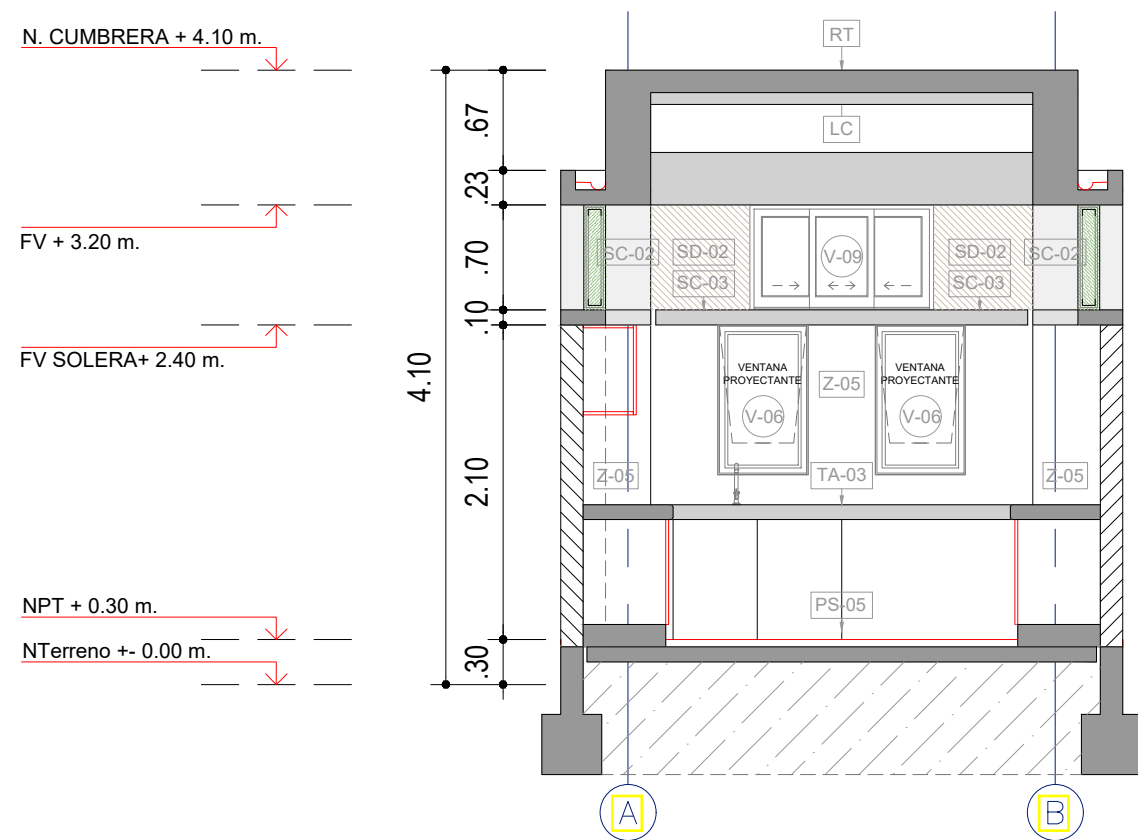 N. CUMBRERA + 4.10 m.
RT
.67
LC
.23
FV + 3.20 m.
.70
SC-02
SD-02
V-09
SD-02
SC-02
SC-03
SC-03
.10
FV SOLERA+ 2.40 m.
4.10
VENTANA
PROYECTANTE
V-06
Z-05
VENTANA
PROYECTANTE
V-06
2.10
Z-05
TA-03
Z-05
NPT + 0.30 m.
PS-05
NTerreno +- 0.00 m.
.30
A
B